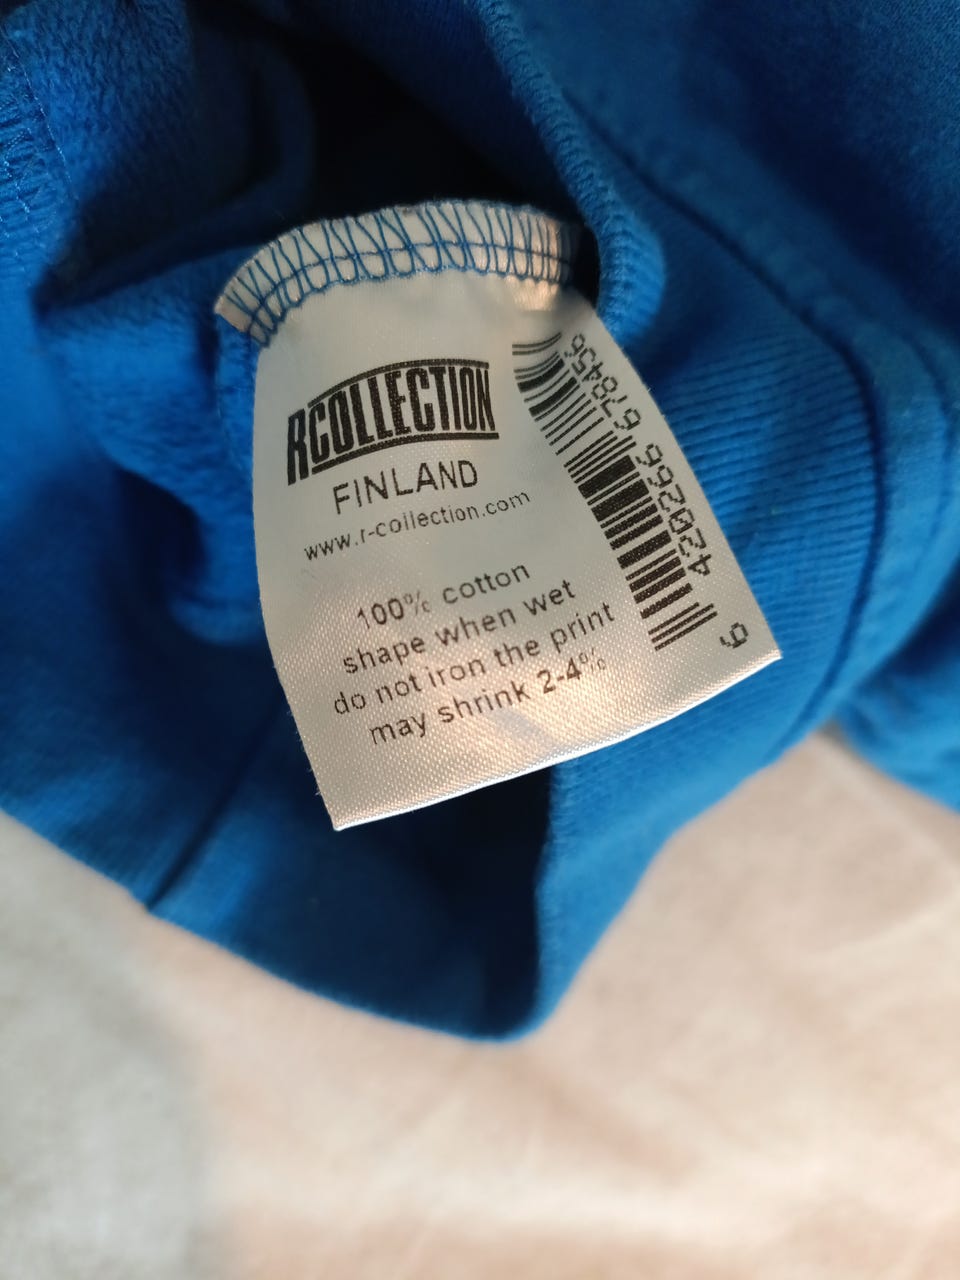 RCOLLECTION
FINLAND
www.r-collection.com
100% cotton
shape when wet
do not iron the print
may shrink 2-4%
6 420266 678456